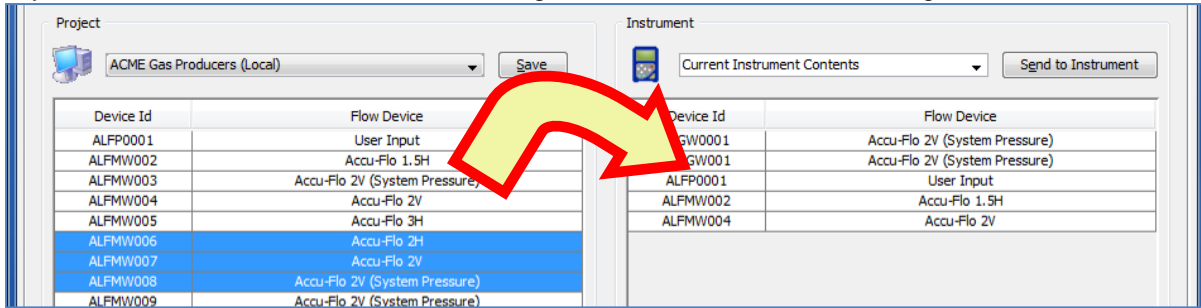 Project
ACME Gas Producers (Local)
Save
Device Id Flow Device
ALFP0001 User Input
ALFMW002 Accu-Flo 1.5H
ALFMW003 Accu-Flo 2V (System Pressure)
ALFMW004 Accu-Flo 2V
ALFMW005 Accu-Flo 3H
ALFMW006 Accu-Flo 2H
ALFMW007 Accu-Flo 2V
ALFMW008 Accu-Flo 2V (System Pressure)
ALFMW009 Accu-Flo 2V (System Pressure)
Instrument
Current Instrument Contents
Send to Instrument
Device Id Flow Device
GW0001 Accu-Flo 2V (System Pressure)
GW001 Accu-Flo 2V (System Pressure)
ALFP0001 User Input
ALFMW002 Accu-Flo 1.5H
ALFMW004 Accu-Flo 2V